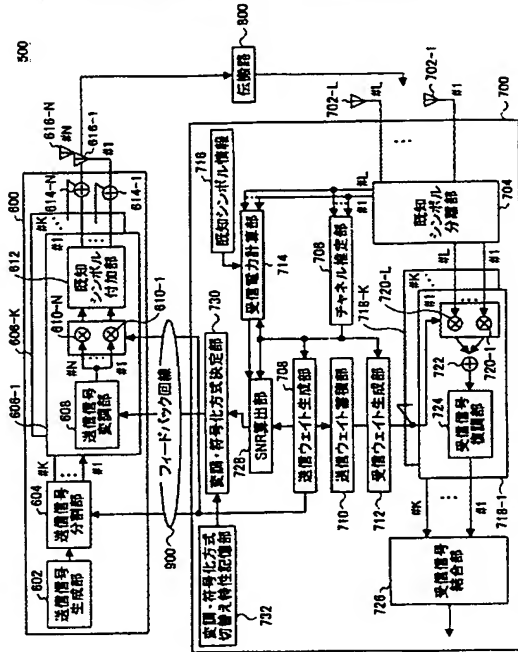 500
600
606-K
606-1
602
送信信号
生成部
604
送信信号
分割部
#K
#1
608
送信信号
変調部
#N
#1
610-N
610-1
612
既知
シンボル
付加部
#K
#1
614-N
614-1
616-N
#N
616-1
#1
800
伝搬路
フィードバック回線
900
700
702-L
#L
702-1
#1
704
既知
シンボル
分離部
#L
#1
#L
#1
716
既知シンボル情報
受信電力計算部
714
チャネル推定部
706
730
変調・符号化方式決定部
728
SNR算出部
送信ウェイト生成部
708
送信ウェイト蓄積部
710
受信ウェイト生成部
712
変調・符号化方式
切替え特性記憶部
732
718-K
718-1
#K
#1
720-L
720-1
722
724
受信信号
復調部
#K
#1
726
受信信号
結合部